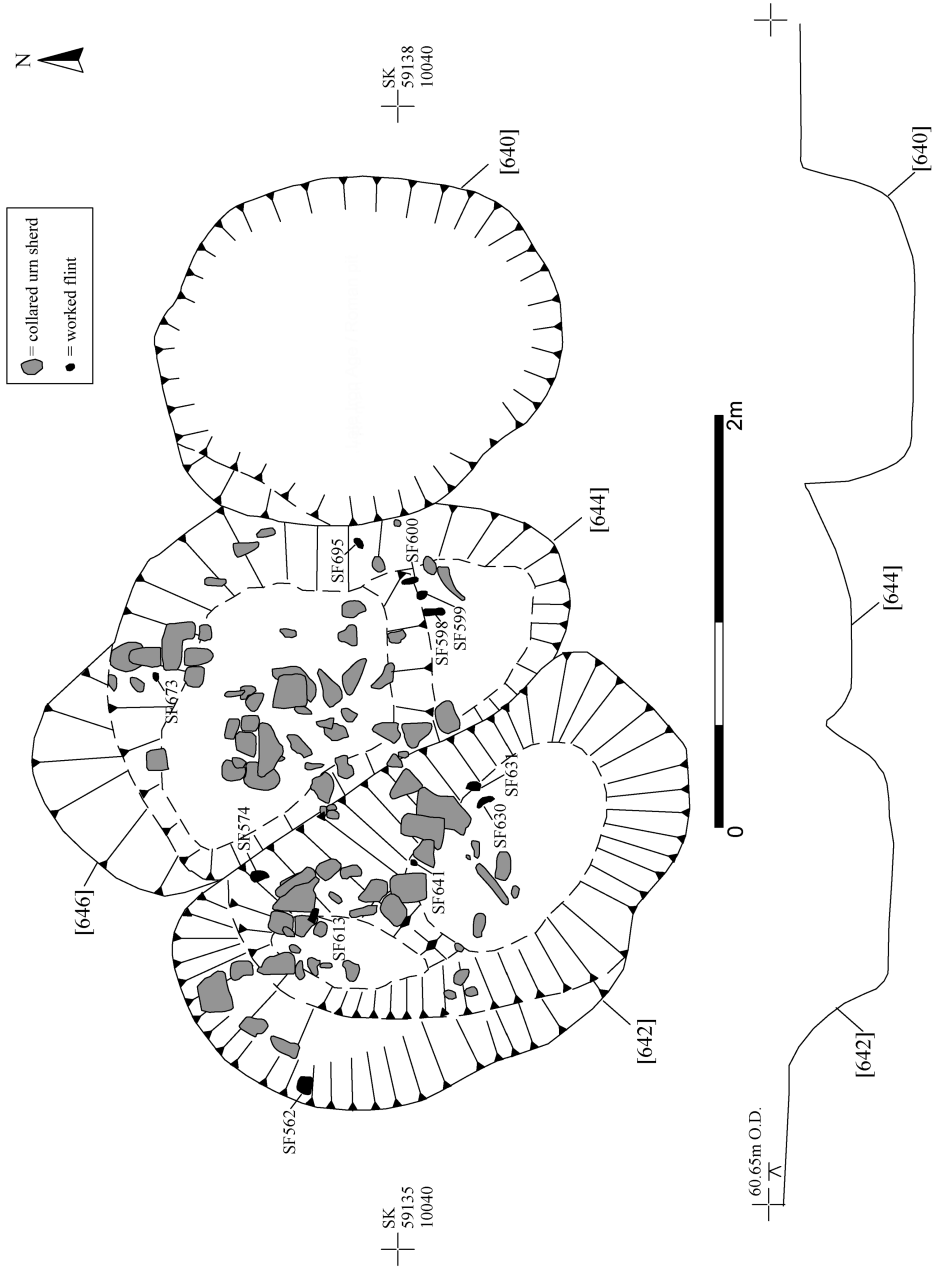 N
= collared urn sherd
= worked flint
SK
59138
10040
[640]
[644]
SF695
SF600
SF599
SF598
SF673
[646]
SF574
SF631
SF630
SF641
SF613
[642]
SF562
SK
59135
10040
0
2m
60.65m O.D.
[642]
[644]
[640]